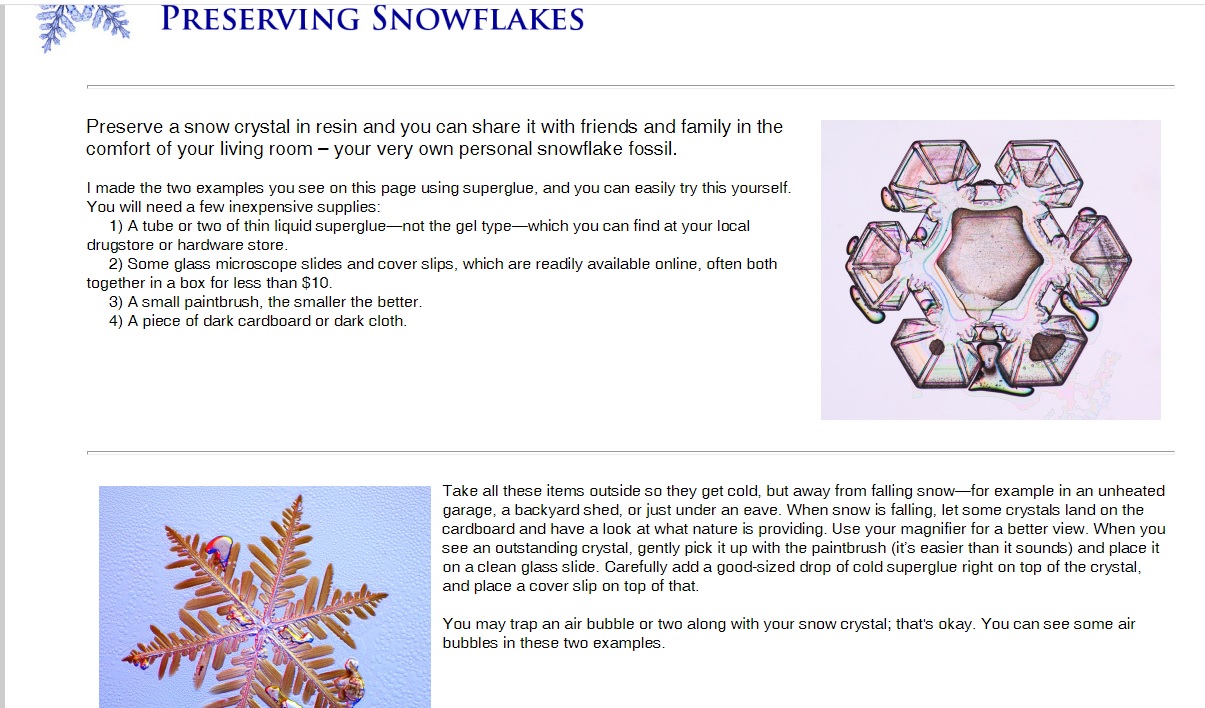 PRESERVING SNOWFLAKES
Preserve a snow crystal in resin and you can share it with friends and family in the
comfort of your living room – your very own personal snowflake fossil.
I made the two examples you see on this page using superglue, and you can easily try this yourself.
You will need a few inexpensive supplies:
1) A tube or two of thin liquid superglue—not the gel type—which you can find at your local
drugstore or hardware store.
2) Some glass microscope slides and cover slips, which are readily available online, often both
together in a box for less than $10.
3) A small paintbrush, the smaller the better.
4) A piece of dark cardboard or dark cloth.
Take all these items outside so they get cold, but away from falling snow—for example in an unheated
garage, a backyard shed, or just under an eave. When snow is falling, let some crystals land on the
cardboard and have a look at what nature is providing. Use your magnifier for a better view. When you
see an outstanding crystal, gently pick it up with the paintbrush (it's easier than it sounds) and place it
on a clean glass slide. Carefully add a good-sized drop of cold superglue right on top of the crystal,
and place a cover slip on top of that.
You may trap an air bubble or two along with your snow crystal; that's okay. You can see some air
bubbles in these two examples.